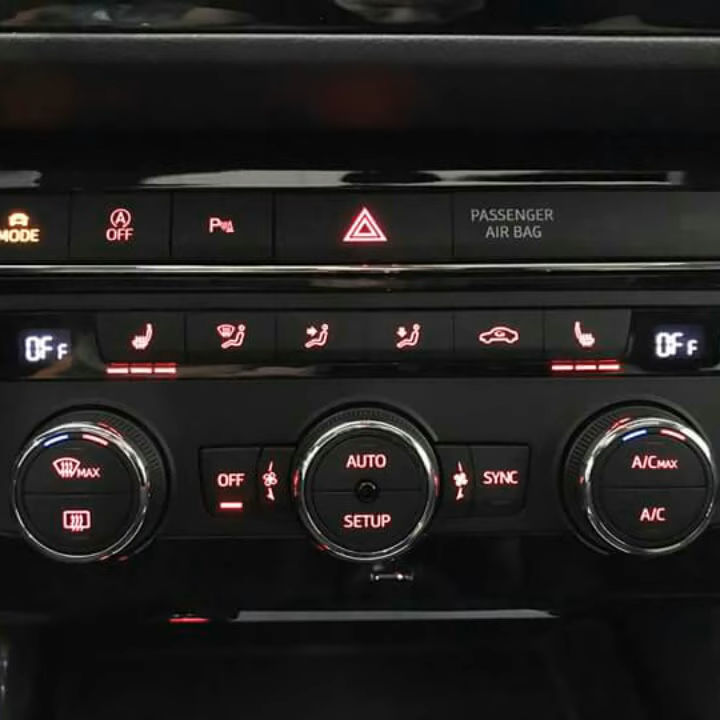 MODE
A
OFF
P
PASSENGER
AIR BAG
OFF
OFF
MAX
OFF
AUTO
SETUP
SYNC
A/C MAX
A/C